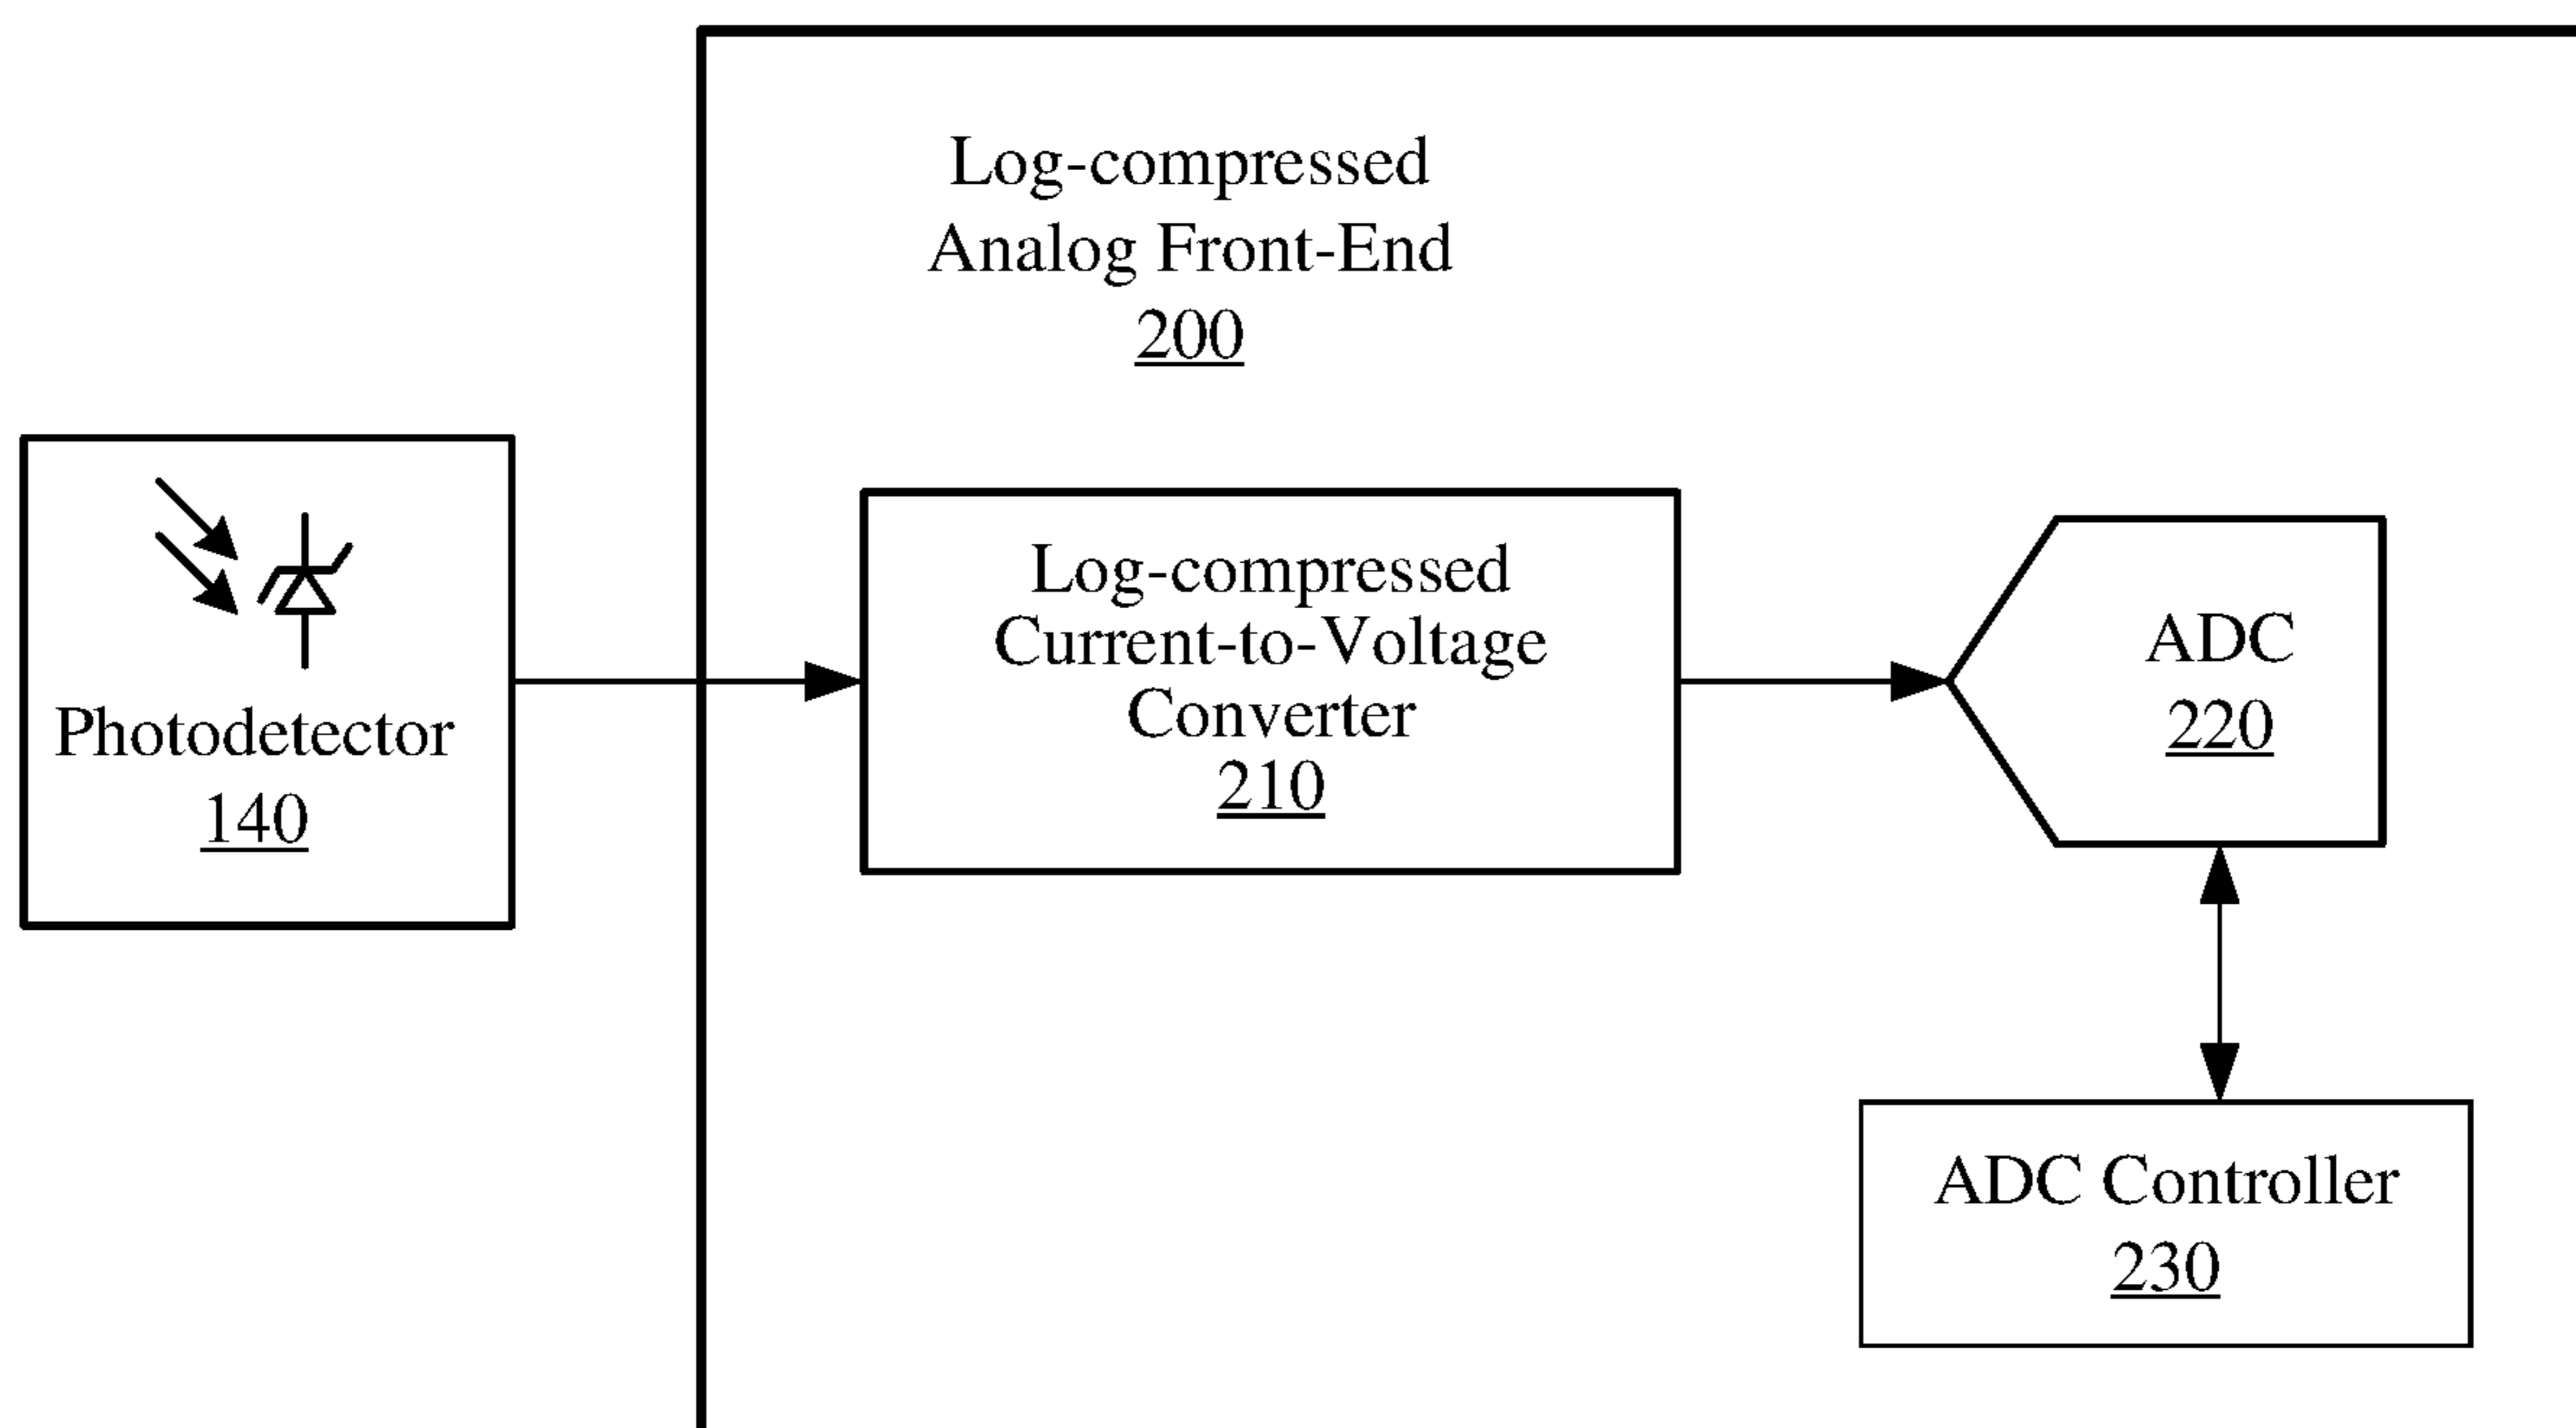 Log-compressed
Analog Front-End
200
Photodetector
140
Log-compressed
Current-to-Voltage
Converter
210
ADC
220
ADC Controller
230